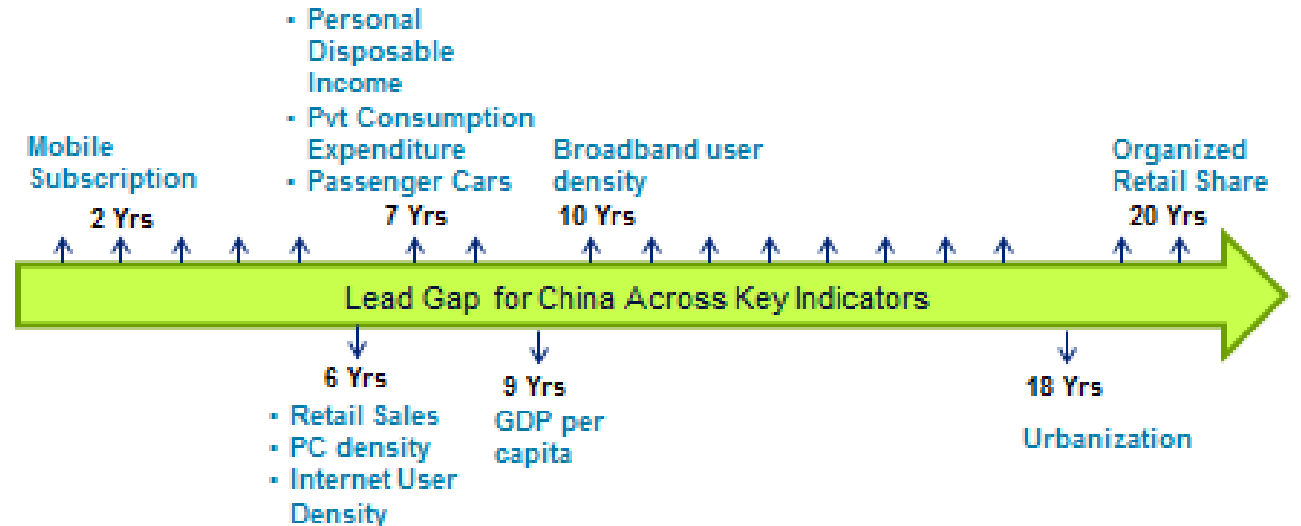 Mobile
Subscription
2 Yrs
• Personal
Disposable
Income
• Pvt Consumption
Expenditure
• Passenger Cars
7 Yrs
Broadband user
density
10 Yrs
Organized
Retail Share
20 Yrs
Lead Gap for China Across Key Indicators
6 Yrs
• Retail Sales
• PC density
• Internet User
Density
9 Yrs
GDP per
capita
18 Yrs
Urbanization